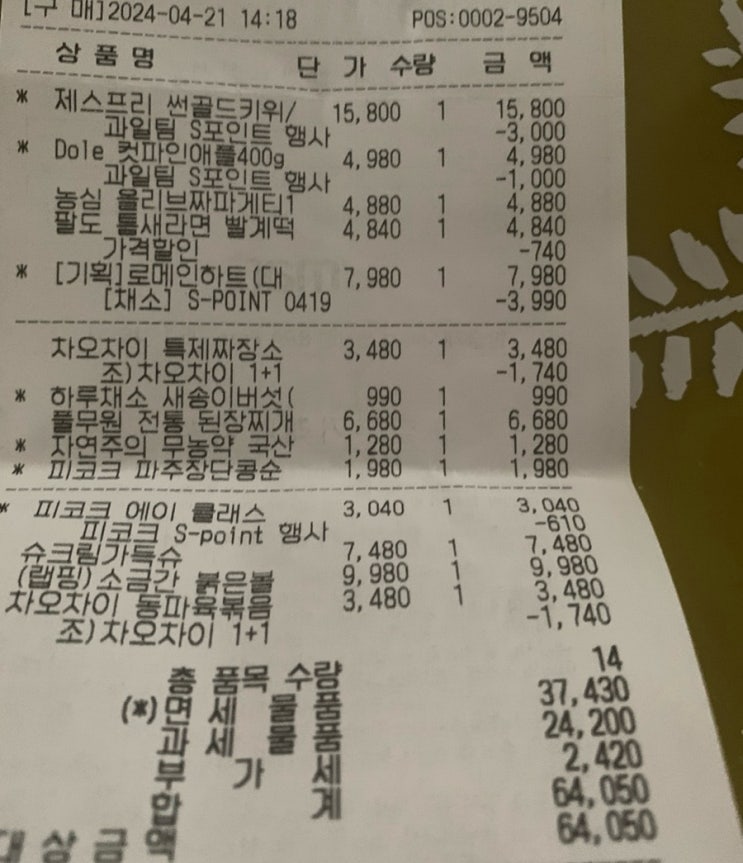 [구 매]2024-04-21 14:18 POS:0002-9504
상 품 명 단 가 수량 금 액
* 제스프리 썬골드키위/ 15,800 1 15,800
과일팀 S포인트 행사 -3,000
* Dole 컷파인애플400g 4,980 1 4,980
과일팀 S포인트 행사 -1,000
농심 올리브짜파게티1 4,880 1 4,880
팔도 틈새라면 빨계떡 4,840 1 4,840
가격할인 -740
* [기획]로메인하트(대 7,980 1 7,980
[채소] S-POINT 0419 -3,990
차오차이 특제짜장소 3,480 1 3,480
조)차오차이 1+1 -1,740
* 하루채소 새송이버섯( 990 1 990
풀무원 전통 된장찌개 6,680 1 6,680
* 자연주의 무농약 국산 1,280 1 1,280
* 피코크 파주장단콩순 1,980 1 1,980
* 피코크 에이 클래스 3,040 1 3,040
피코크 S-point 행사 -610
슈크림가득슈 7,480 1 7,480
(랩핑)소금간 붉은볼 9,980 1 9,980
차오차이 동파육볶음 3,480 1 3,480
조)차오차이 1+1 -1,740
총 품목 수량 14
(*)면 세 물 품 37,430
과 세 물 품 24,200
부 가 세 2,420
합 계 64,050
대 상 금 액 64,050